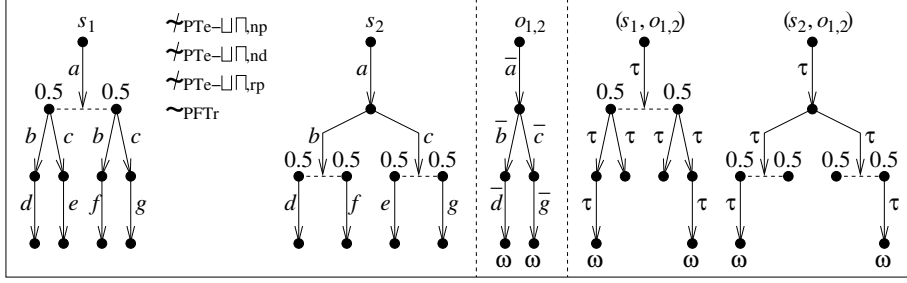 s₁ ≁PTe–⊔⊓,np s₂ o₁,₂ (s₁, o₁,₂) (s₂, o₁,₂)
≁PTe–⊔⊓,nd
≁PTe–⊔⊓,rp
∼PFTr
a a a̅ τ τ
0.5 0.5 0.5 0.5
b c b c b c b̅ c̅ τ τ τ τ τ τ
0.5 0.5 0.5 0.5 0.5 0.5 0.5 0.5
d e f g d f e g d̅ g̅ τ τ τ τ
ω ω ω ω ω ω